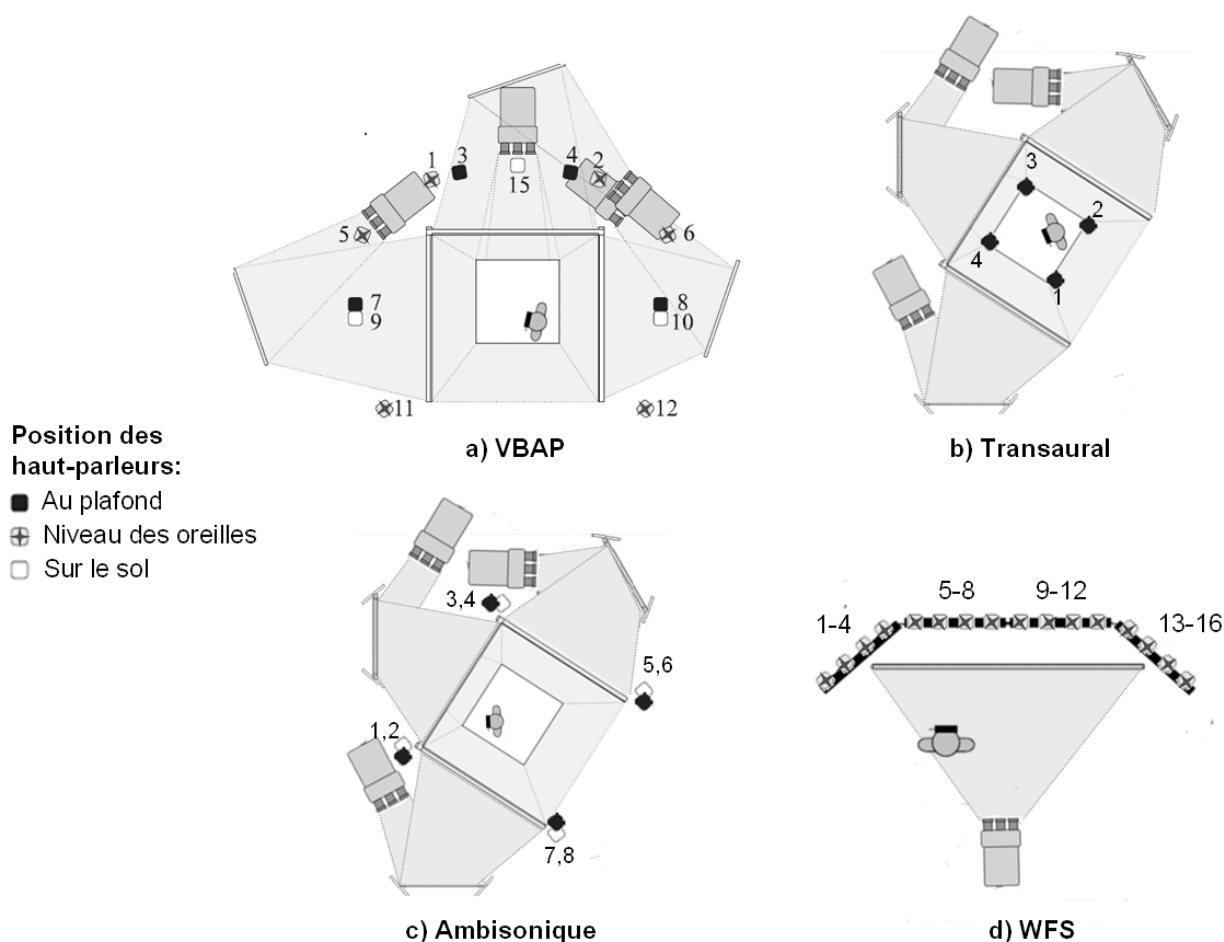 1
3
4
2
15
5
6
7
8
9
10
11
12
a) VBAP
3
2
4
1
b) Transaural
Position des
haut-parleurs:
Au plafond
Niveau des oreilles
Sur le sol
3,4
5,6
1,2
7,8
c) Ambisonique
5-8
9-12
1-4
13-16
d) WFS